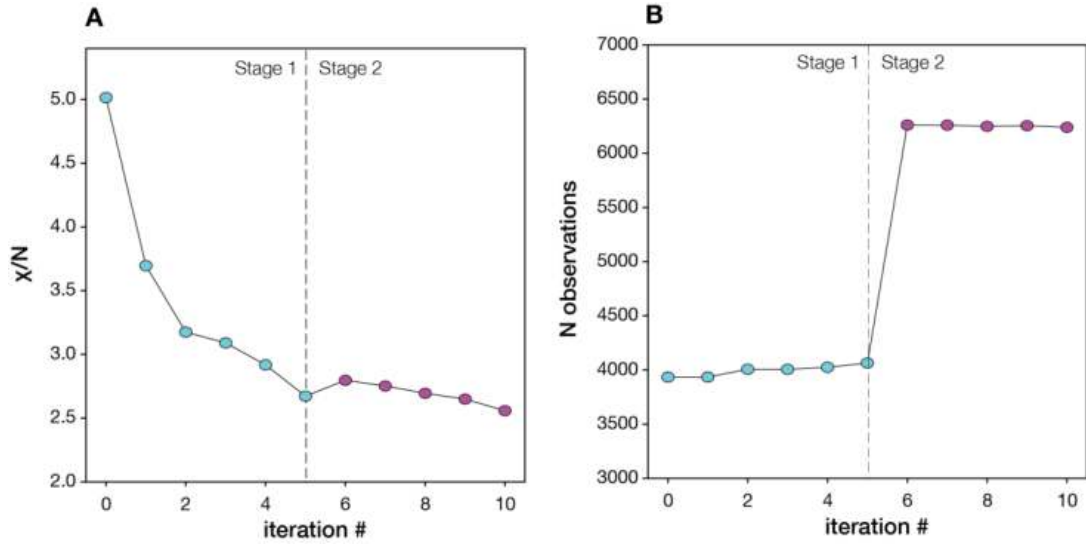 A
Stage 1
Stage 2
5.0
4.5
4.0
3.5
3.0
2.5
2.0
χ/N
0 2 4 6 8 10
iteration #
B
Stage 1
Stage 2
7000
6500
6000
5500
5000
4500
4000
3500
3000
N observations
0 2 4 6 8 10
iteration #